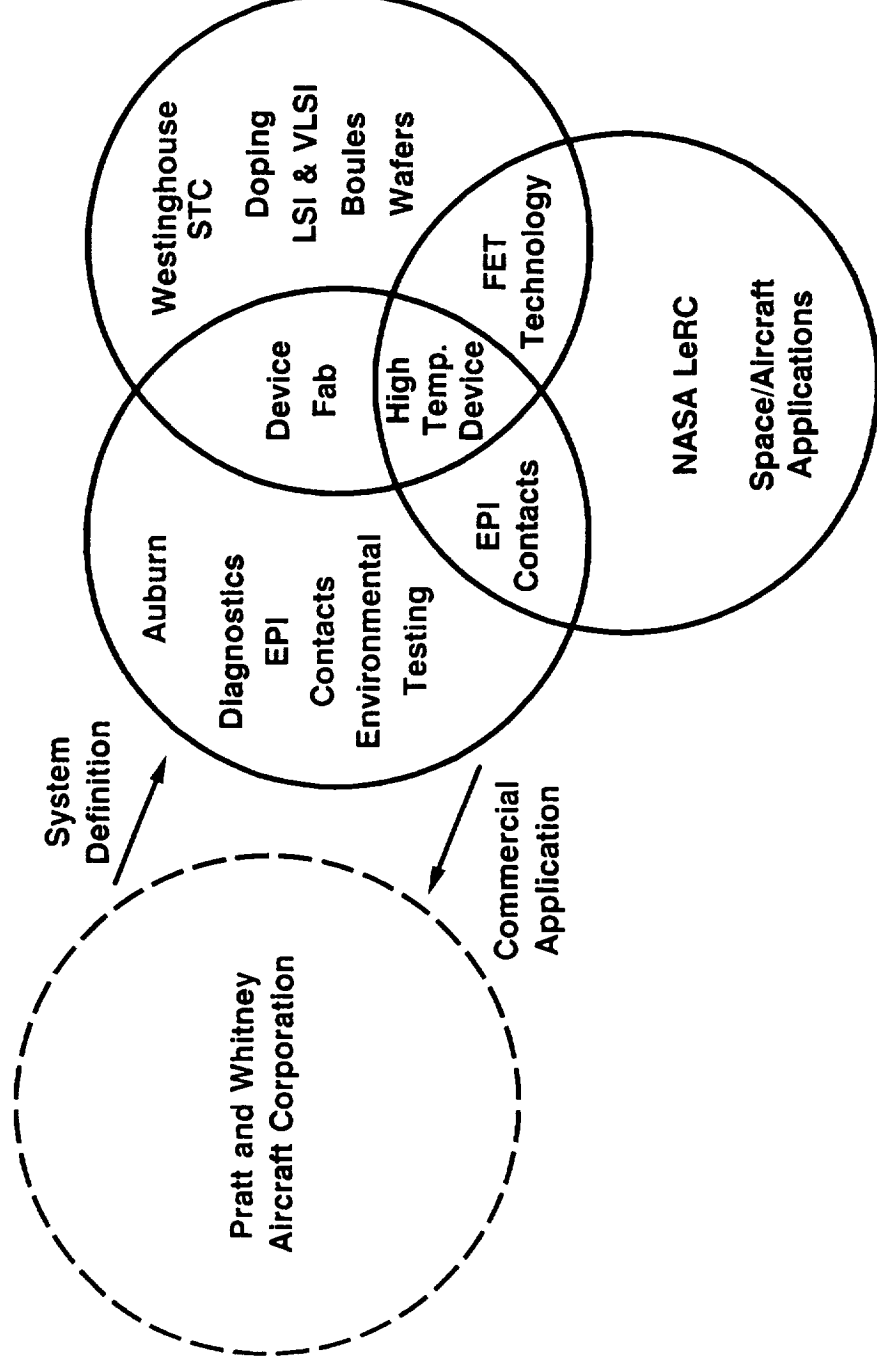 System
Definition
Pratt and Whitney
Aircraft Corporation
Commercial
Application
Auburn
Diagnostics
EPI
Contacts
Environmental
Testing
Device
Fab
Westinghouse
STC
Doping
LSI & VLSI
Boules
Wafers
High
Temp.
Device
EPI
Contacts
FET
Technology
NASA LeRC
Space/Aircraft
Applications